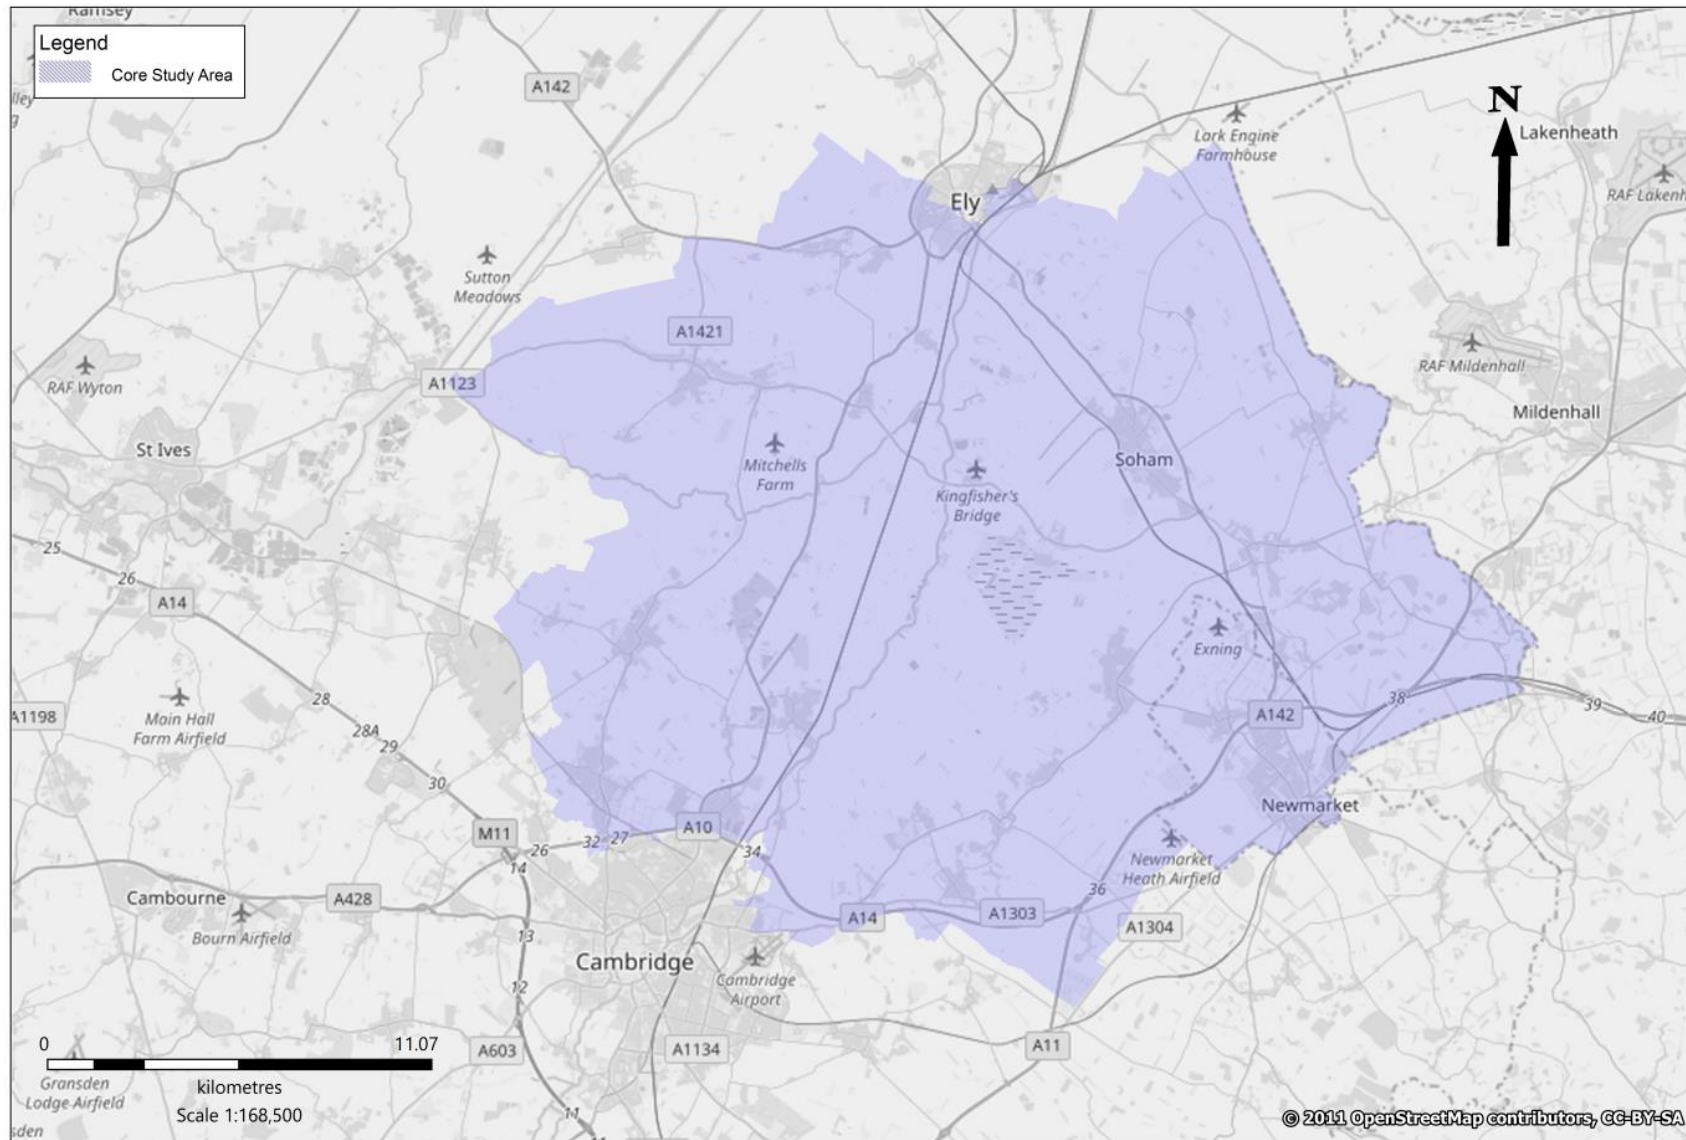 Ramsey
Legend
Core Study Area
A142
N
Lakenheath
Lark Engine
Farmhouse
RAF Lakenh
Ely
Sutton
Meadows
A1421
RAF Wyton
A1123
RAF Mildenhall
Mildenhall
St Ives
Mitchells
Farm
Soham
Kingfisher's
Bridge
25
26
A14
Exning
28
A1198
Main Hall
Farm Airfield
28A
29
30
A142
38
39
40
Newmarket
M11
26
32
27
A10
34
14
Newmarket
Heath Airfield
36
Cambourne
A428
Bourn Airfield
A14
A1303
A1304
13
Cambridge
Cambridge
Airport
12
0
11.07
A603
A1134
A11
kilometres
Scale 1:168,500
Gransden
Lodge Airfield
11
sden
© 2011 OpenStreetMap contributors, CC-BY-SA